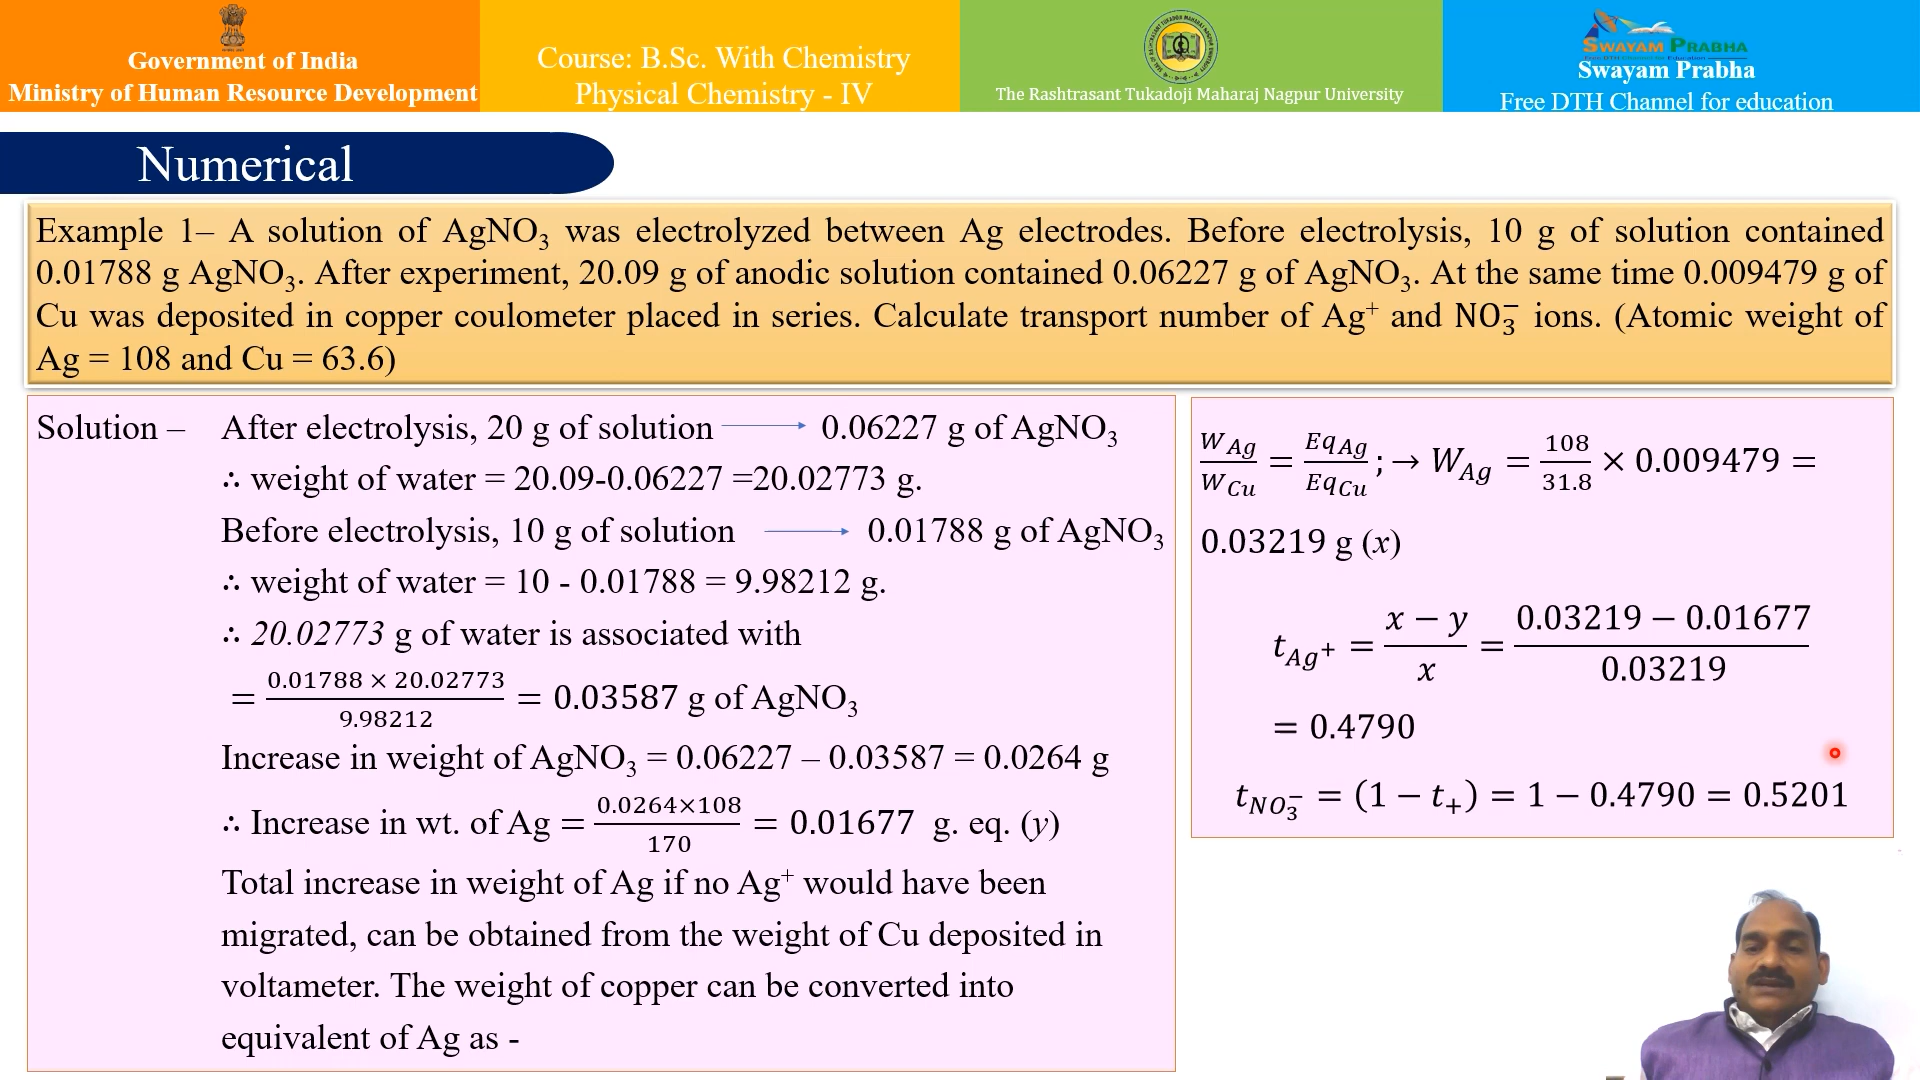 Government of India
Ministry of Human Resource Development
Course: B.Sc. With Chemistry
Physical Chemistry - IV
The Rashtrasant Tukadoji Maharaj Nagpur University
SWAYAM PRABHA
Swayam Prabha
Free DTH Channel for education
Numerical
Example 1– A solution of AgNO₃ was electrolyzed between Ag electrodes. Before electrolysis, 10 g of solution contained
0.01788 g AgNO₃. After experiment, 20.09 g of anodic solution contained 0.06227 g of AgNO₃. At the same time 0.009479 g of
Cu was deposited in copper coulometer placed in series. Calculate transport number of Ag⁺ and NO₃⁻ ions. (Atomic weight of
Ag = 108 and Cu = 63.6)
Solution – After electrolysis, 20 g of solution ⟶ 0.06227 g of AgNO₃
∴ weight of water = 20.09-0.06227 =20.02773 g.
Before electrolysis, 10 g of solution ⟶ 0.01788 g of AgNO₃
∴ weight of water = 10 - 0.01788 = 9.98212 g.
∴ 20.02773 g of water is associated with
= (0.01788 × 20.02773)/9.98212 = 0.03587 g of AgNO₃
Increase in weight of AgNO₃ = 0.06227 – 0.03587 = 0.0264 g
∴ Increase in wt. of Ag = (0.0264×108)/170 = 0.01677 g. eq. (y)
Total increase in weight of Ag if no Ag⁺ would have been
migrated, can be obtained from the weight of Cu deposited in
voltameter. The weight of copper can be converted into
equivalent of Ag as -
W_Ag/W_Cu = Eq_Ag/Eq_Cu ; → W_Ag = 108/31.8 × 0.009479 =
0.03219 g (x)
t_Ag⁺ = (x − y)/x = (0.03219 − 0.01677)/0.03219
= 0.4790
t_NO₃⁻ = (1 − t₊) = 1 − 0.4790 = 0.5201